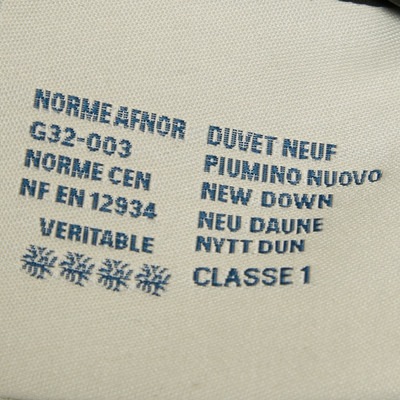 NORME AFNOR
G32-003
NORME CEN
NF EN 12934
VERITABLE
DUVET NEUF
PIUMINO NUOVO
NEW DOWN
NEU DAUNE
NYTT DUN
CLASSE 1